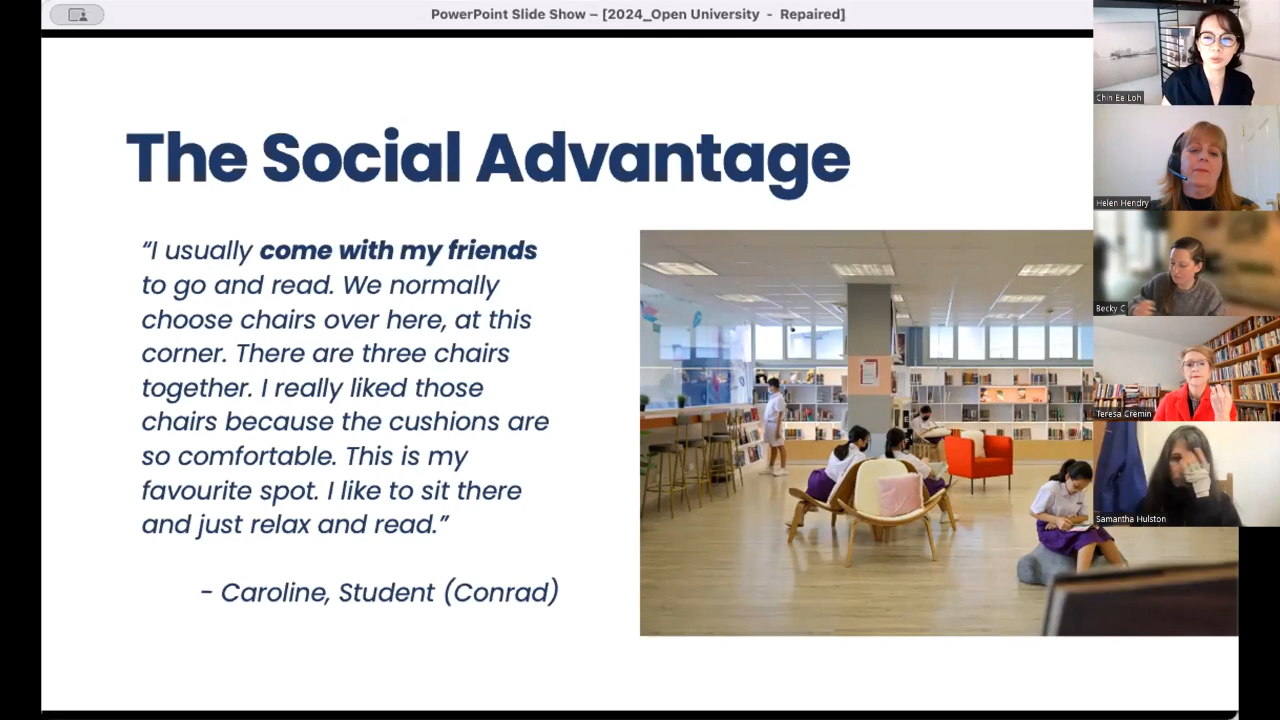 PowerPoint Slide Show – [2024_Open University - Repaired]
The Social Advantage
“I usually come with my friends
to go and read. We normally
choose chairs over here, at this
corner. There are three chairs
together. I really liked those
chairs because the cushions are
so comfortable. This is my
favourite spot. I like to sit there
and just relax and read.”
- Caroline, Student (Conrad)
Chin Ee Loh
Helen Hendry
Becky C
Teresa Cremin
Samantha Hulston